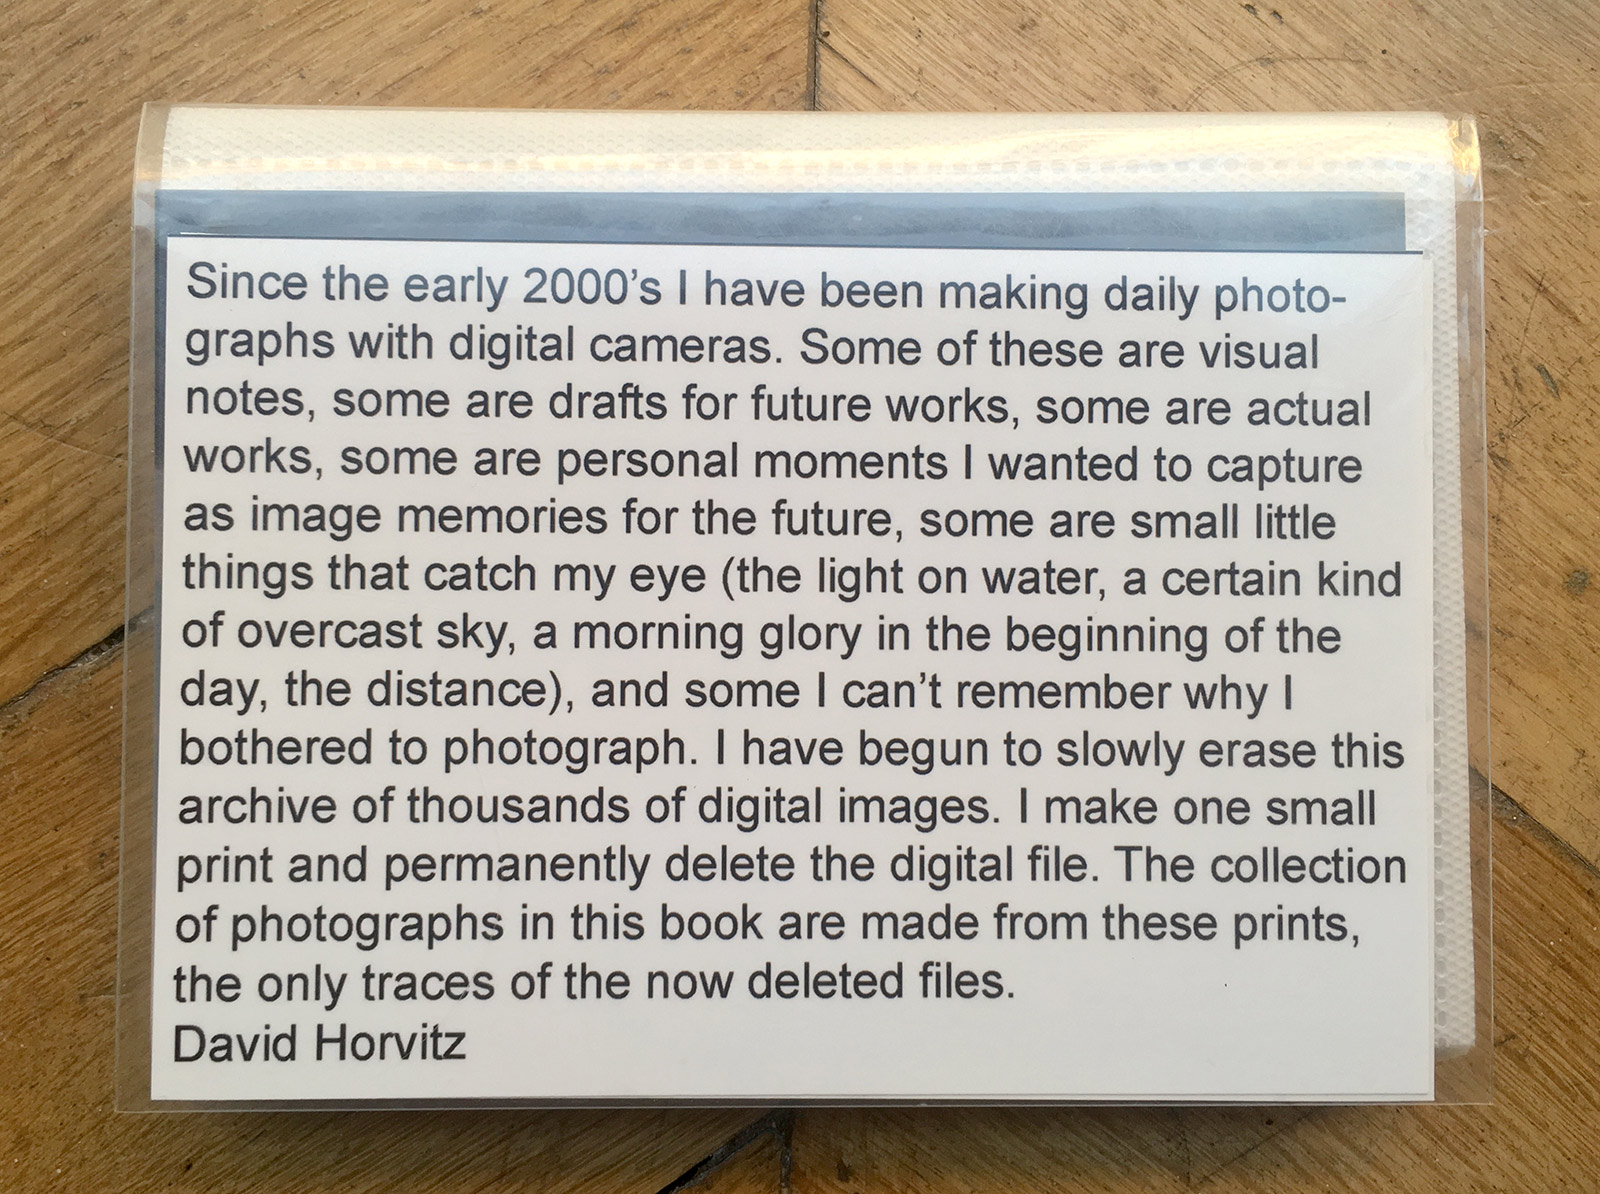 Since the early 2000's I have been making daily photo-
graphs with digital cameras. Some of these are visual
notes, some are drafts for future works, some are actual
works, some are personal moments I wanted to capture
as image memories for the future, some are small little
things that catch my eye (the light on water, a certain kind
of overcast sky, a morning glory in the beginning of the
day, the distance), and some I can't remember why I
bothered to photograph. I have begun to slowly erase this
archive of thousands of digital images. I make one small
print and permanently delete the digital file. The collection
of photographs in this book are made from these prints,
the only traces of the now deleted files.
David Horvitz